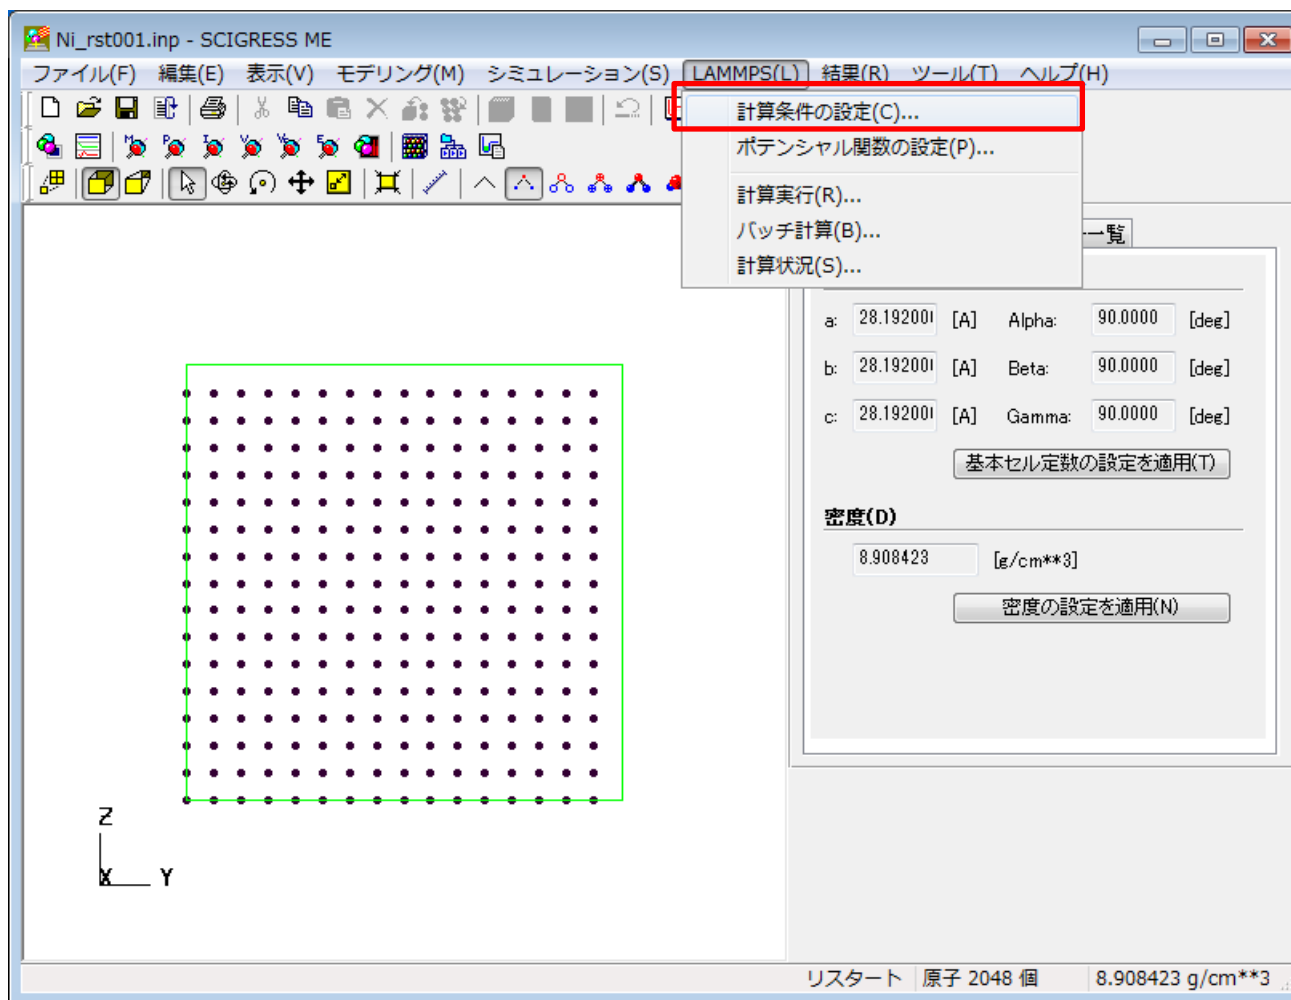 Ni_rst001.inp - SCIGRESS ME
ファイル(F) 編集(E) 表示(V) モデリング(M) シミュレーション(S) LAMMPS(L) 結果(R) ツール(T) ヘルプ(H)
計算条件の設定(C)...
ポテンシャル関数の設定(P)...
計算実行(R)...
バッチ計算(B)...
計算状況(S)...
一覧
a: 28.19200 [A] Alpha: 90.0000 [deg]
b: 28.19200 [A] Beta: 90.0000 [deg]
c: 28.19200 [A] Gamma: 90.0000 [deg]
基本セル定数の設定を適用(T)
密度(D)
8.908423 [g/cm**3]
密度の設定を適用(N)
Z
X Y
リスタート 原子 2048 個 8.908423 g/cm**3